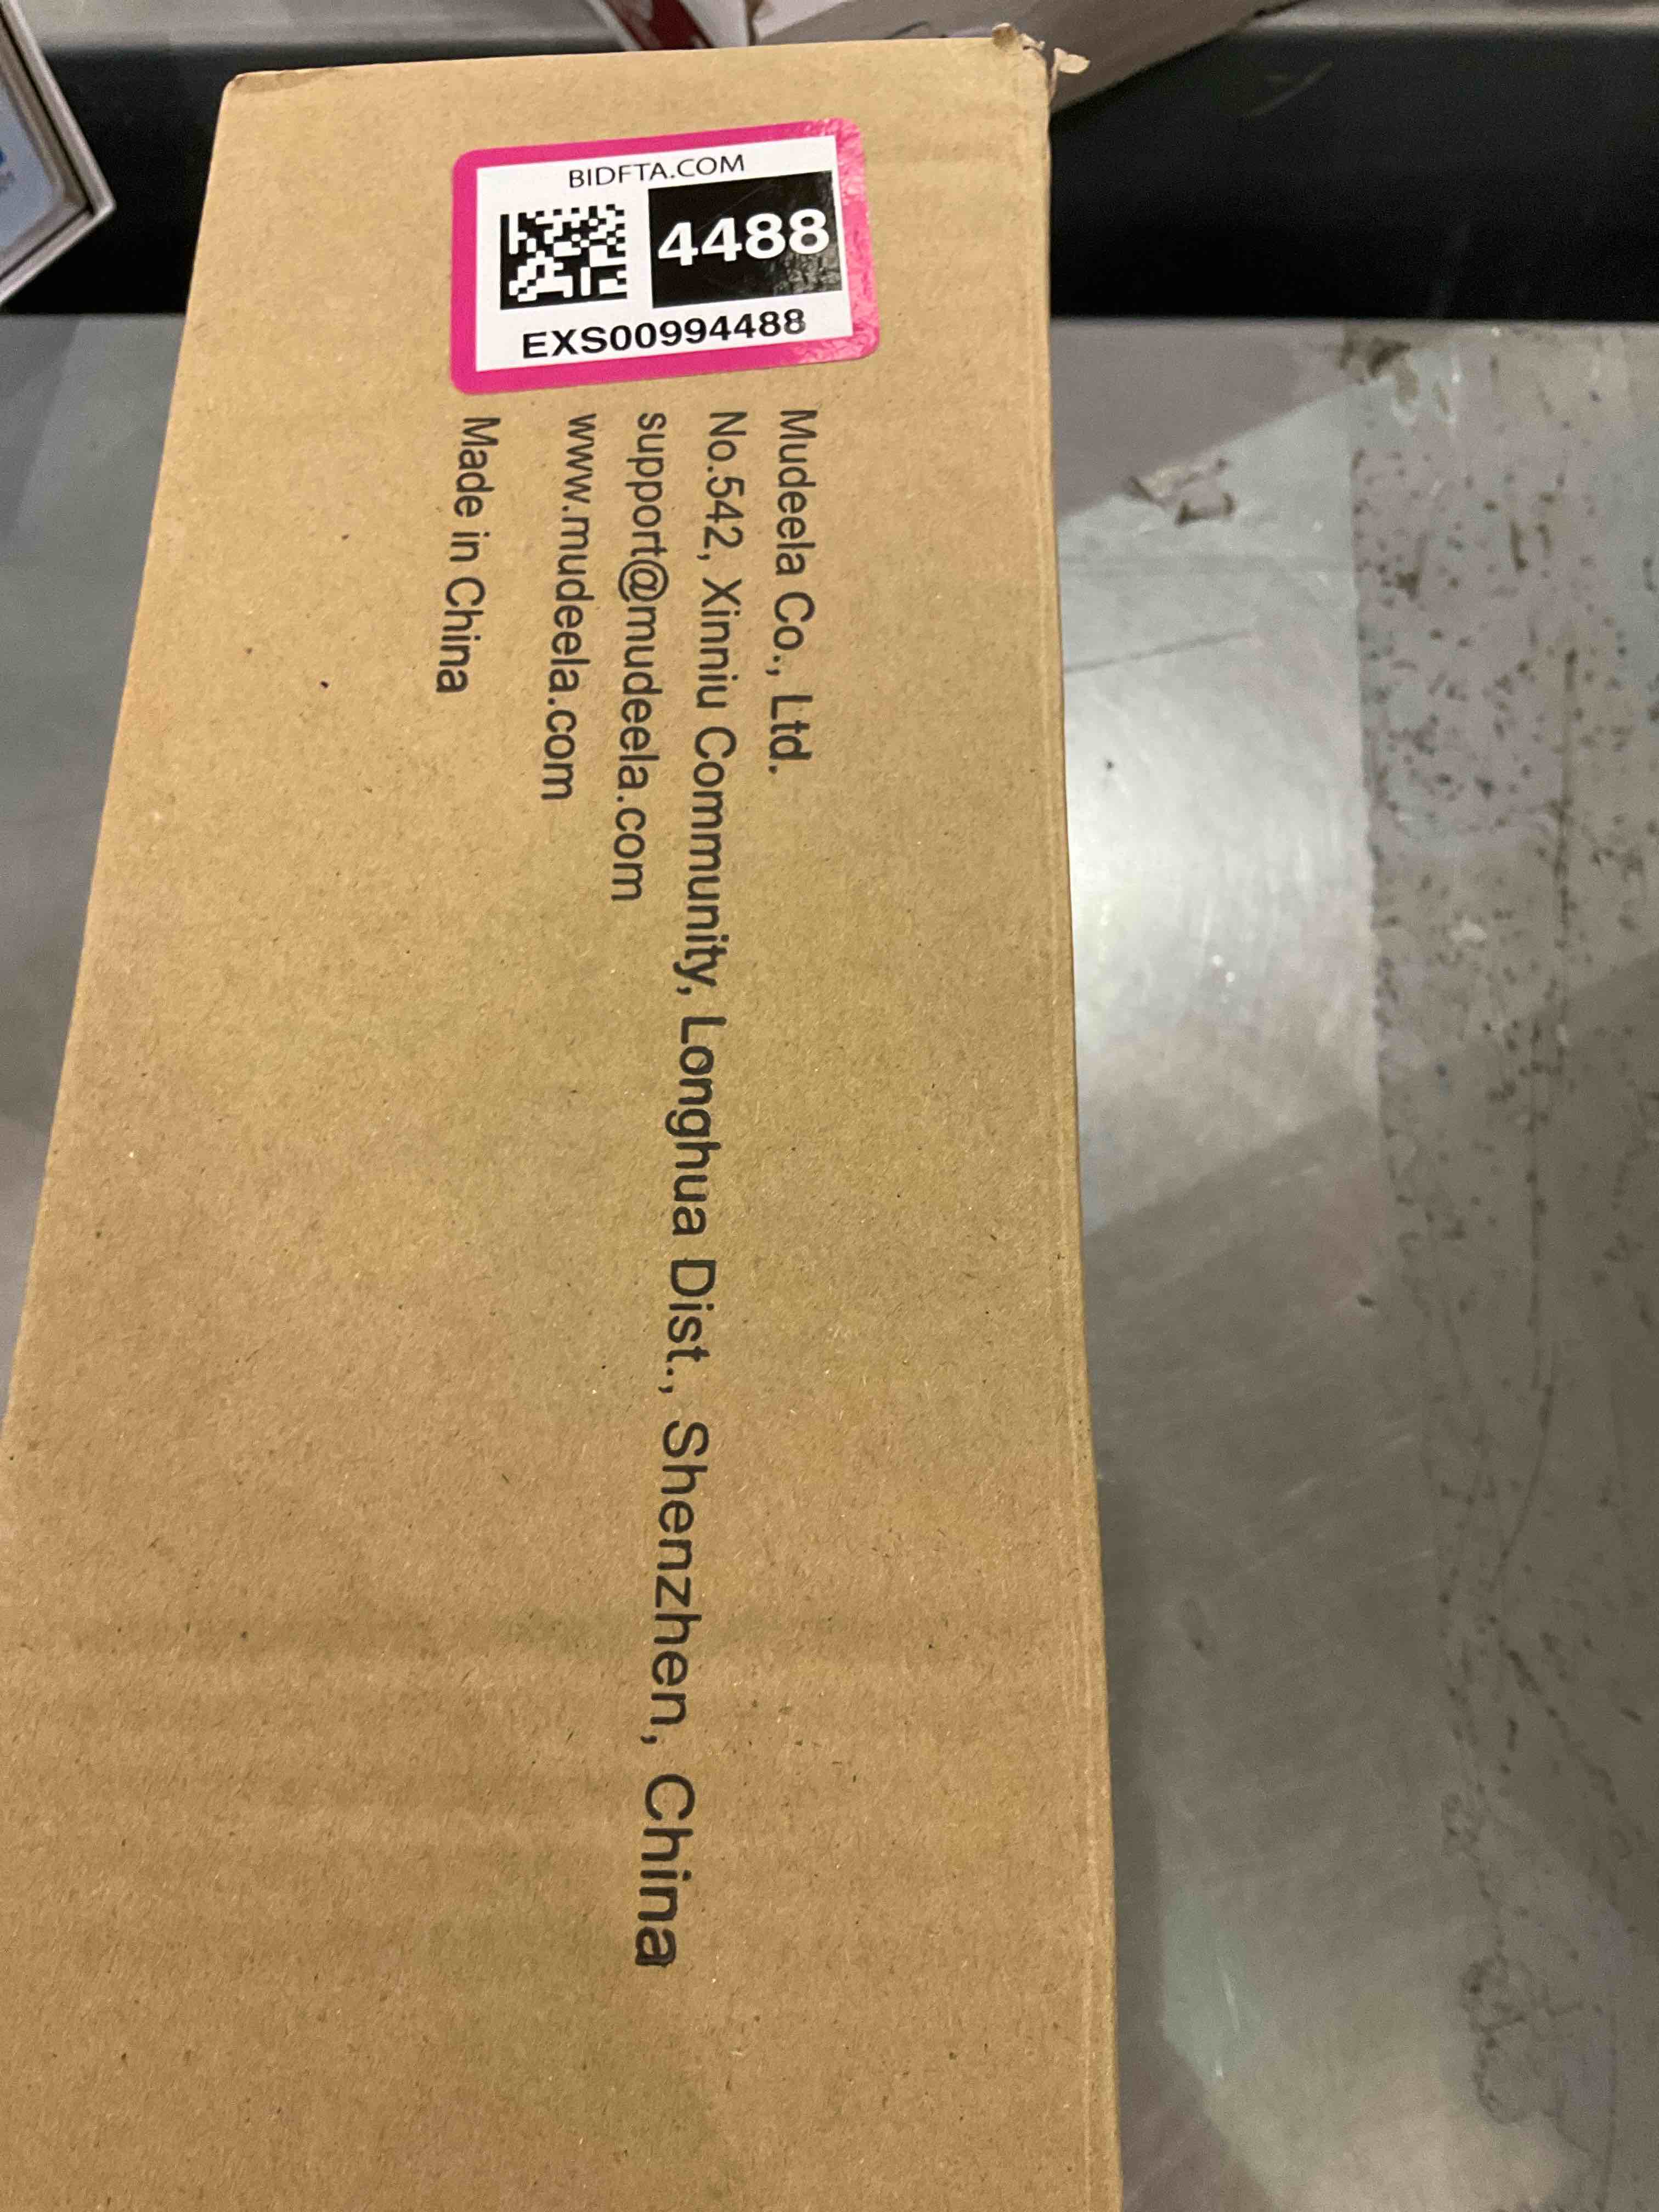 BIDFTA.COM
4488
EXS00994488
Mudeela Co., Ltd.
No.542, Xinniu Community, Longhua Dist., Shenzhen, China
support@mudeela.com
www.mudeela.com
Made in China